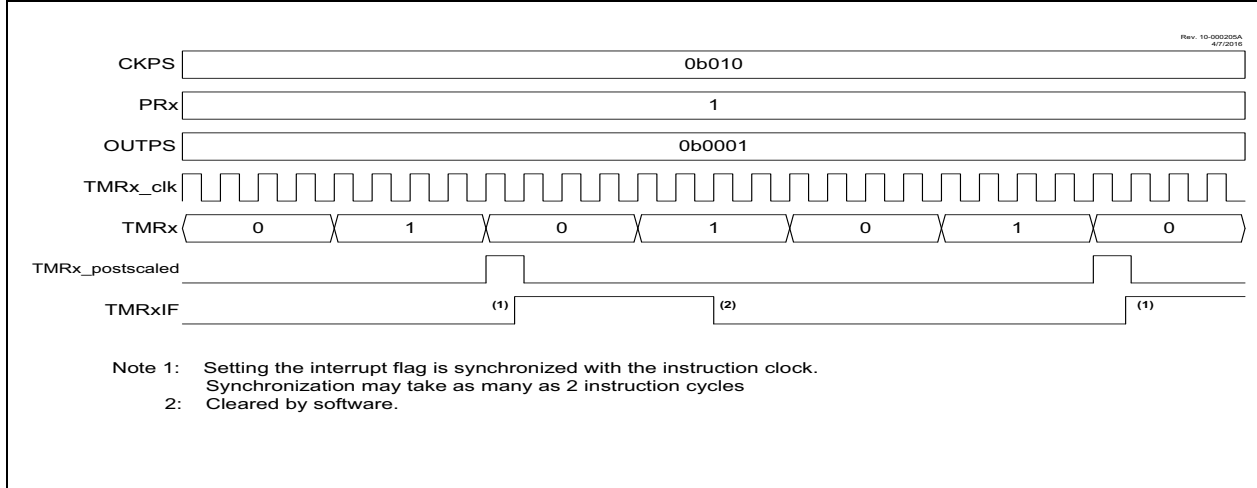 Rev. 10-000205A
4/7/2016
CKPS 0b010
PRx 1
OUTPS 0b0001
TMRx_clk
TMRx 0 1 0 1 0 1 0
TMRx_postscaled
TMRxIF (1) (2) (1)
Note 1: Setting the interrupt flag is synchronized with the instruction clock.
Synchronization may take as many as 2 instruction cycles
2: Cleared by software.